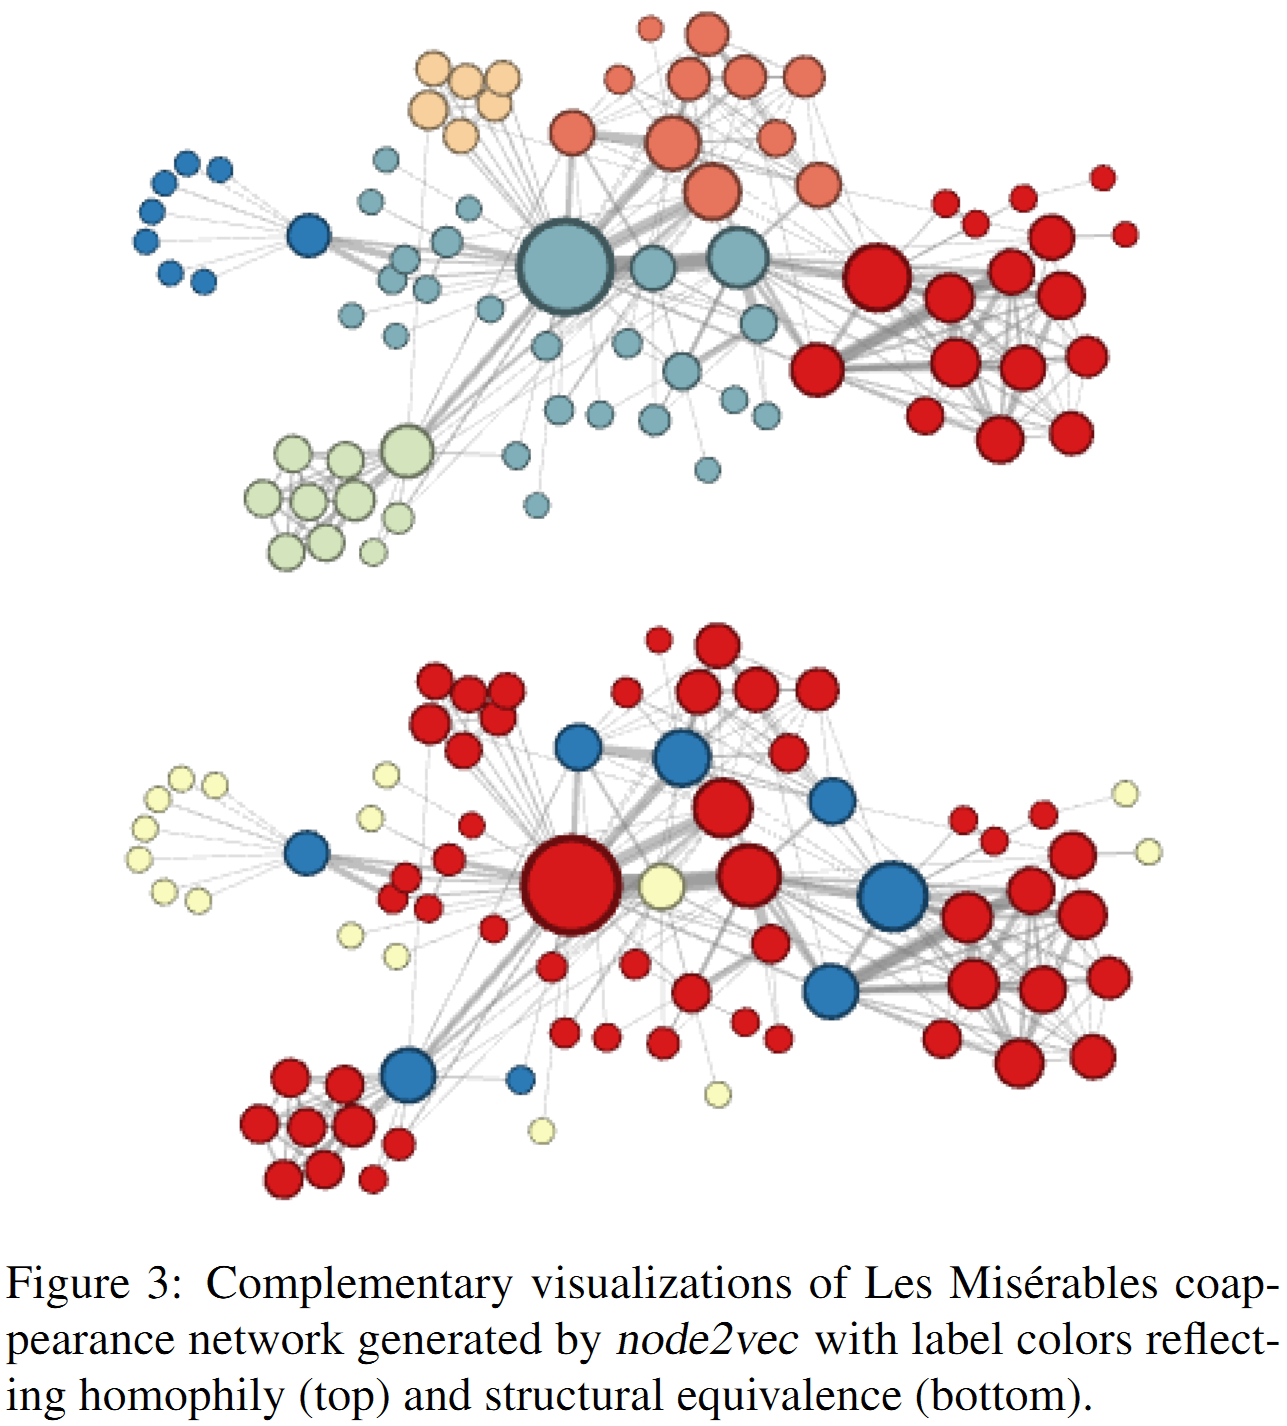 Figure 3: Complementary visualizations of Les Misérables coap-
pearance network generated by node2vec with label colors reflect-
ing homophily (top) and structural equivalence (bottom).